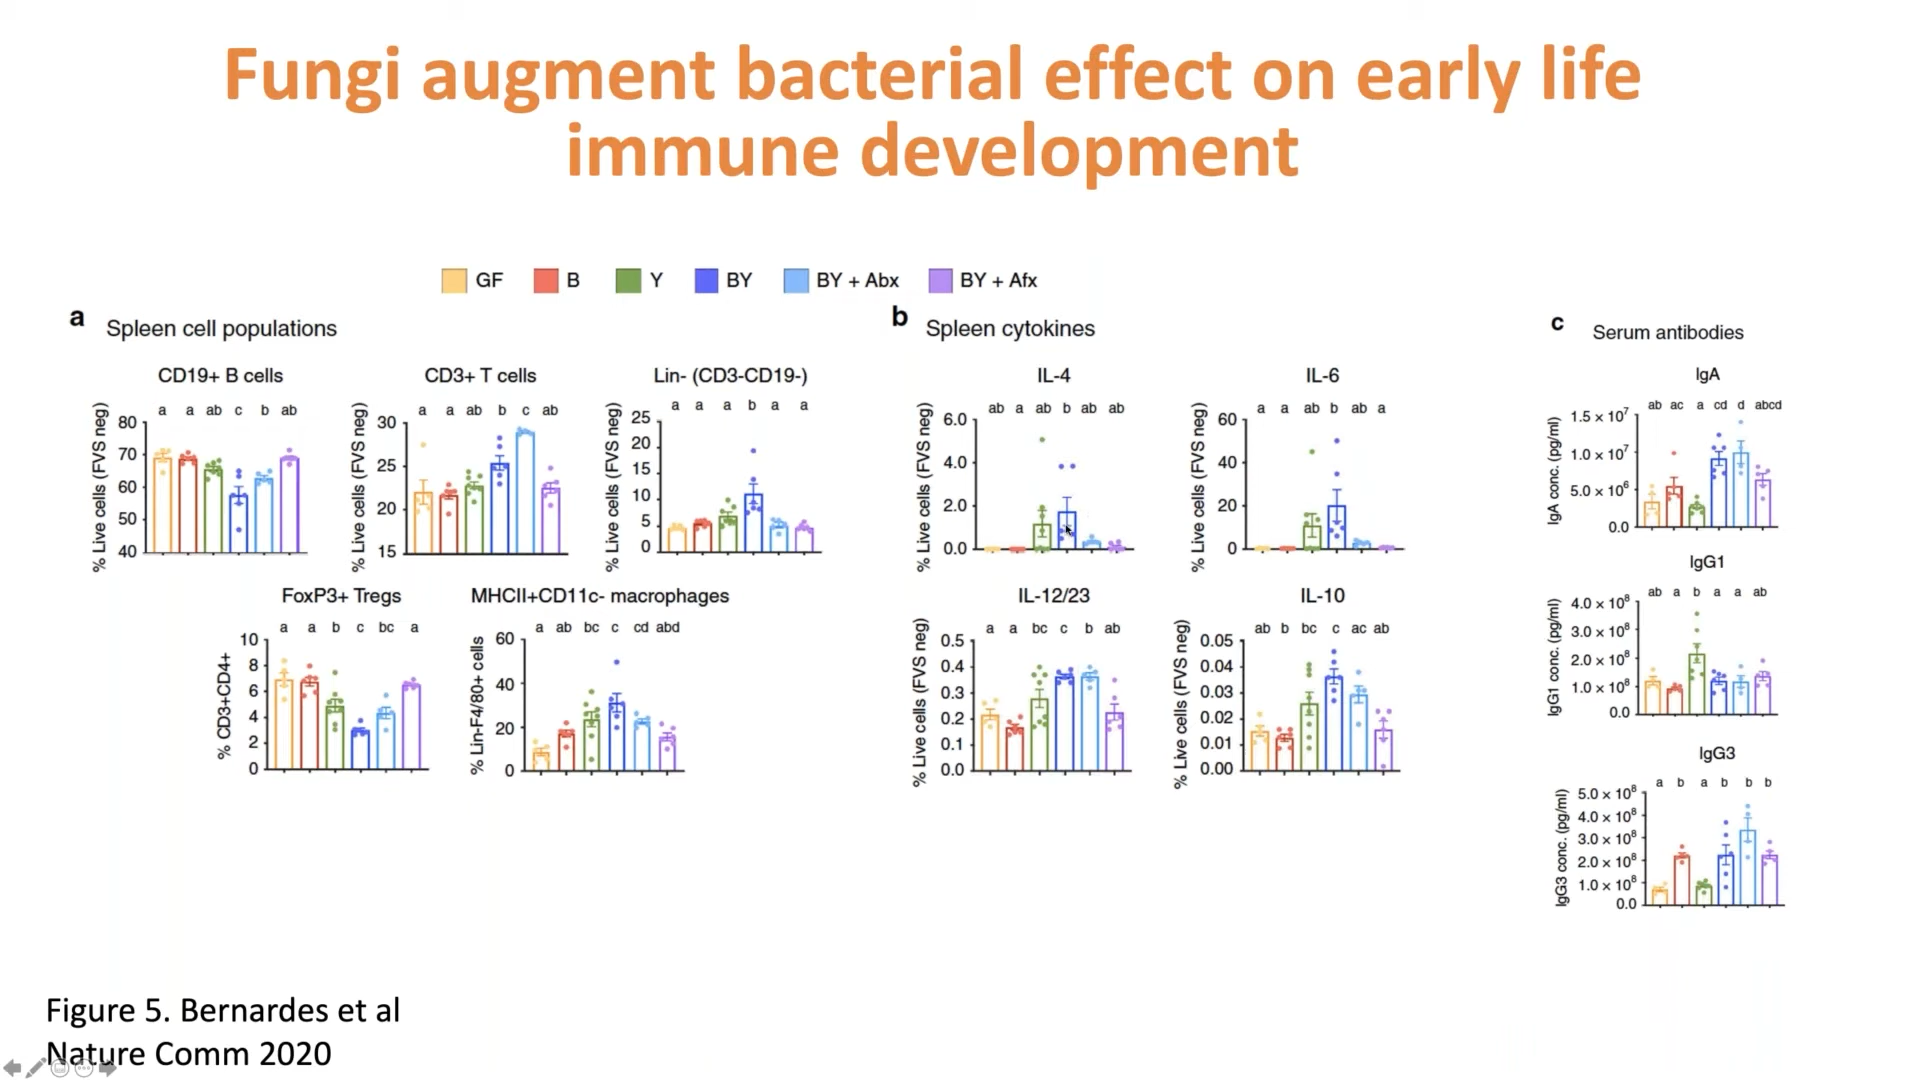 Fungi augment bacterial effect on early life
immune development
GF B Y BY BY + Abx BY + Afx
a Spleen cell populations
CD19+ B cells
a a ab c b ab
% Live cells (FVS neg)
80
70
60
50
40
CD3+ T cells
a a ab b c ab
% Live cells (FVS neg)
30
25
20
15
Lin- (CD3-CD19-)
a a a b a a
% Live cells (FVS neg)
25
20
15
10
5
0
FoxP3+ Tregs
a a b c bc a
% CD3+CD4+
10
8
6
4
2
0
MHCII+CD11c- macrophages
a ab bc c cd abd
% Lin-F4/80+ cells
60
40
20
0
b Spleen cytokines
IL-4
ab a ab b ab ab
% Live cells (FVS neg)
6.0
4.0
2.0
0.0
IL-6
a a ab b ab a
% Live cells (FVS neg)
60
40
20
0
IL-12/23
a a bc c b ab
% Live cells (FVS neg)
0.5
0.4
0.3
0.2
0.1
0.0
IL-10
ab b bc c ac ab
% Live cells (FVS neg)
0.05
0.04
0.03
0.02
0.01
0.00
c Serum antibodies
IgA
ab ac a cd d abcd
IgA conc. (pg/ml)
1.5 × 10⁷
1.0 × 10⁷
5.0 × 10⁶
0.0
IgG1
ab a b a a ab
IgG1 conc. (pg/ml)
4.0 × 10⁸
3.0 × 10⁸
2.0 × 10⁸
1.0 × 10⁸
0.0
IgG3
a b a b b b
IgG3 conc. (pg/ml)
5.0 × 10⁸
4.0 × 10⁸
3.0 × 10⁸
2.0 × 10⁸
1.0 × 10⁸
0.0
Figure 5. Bernardes et al
Nature Comm 2020